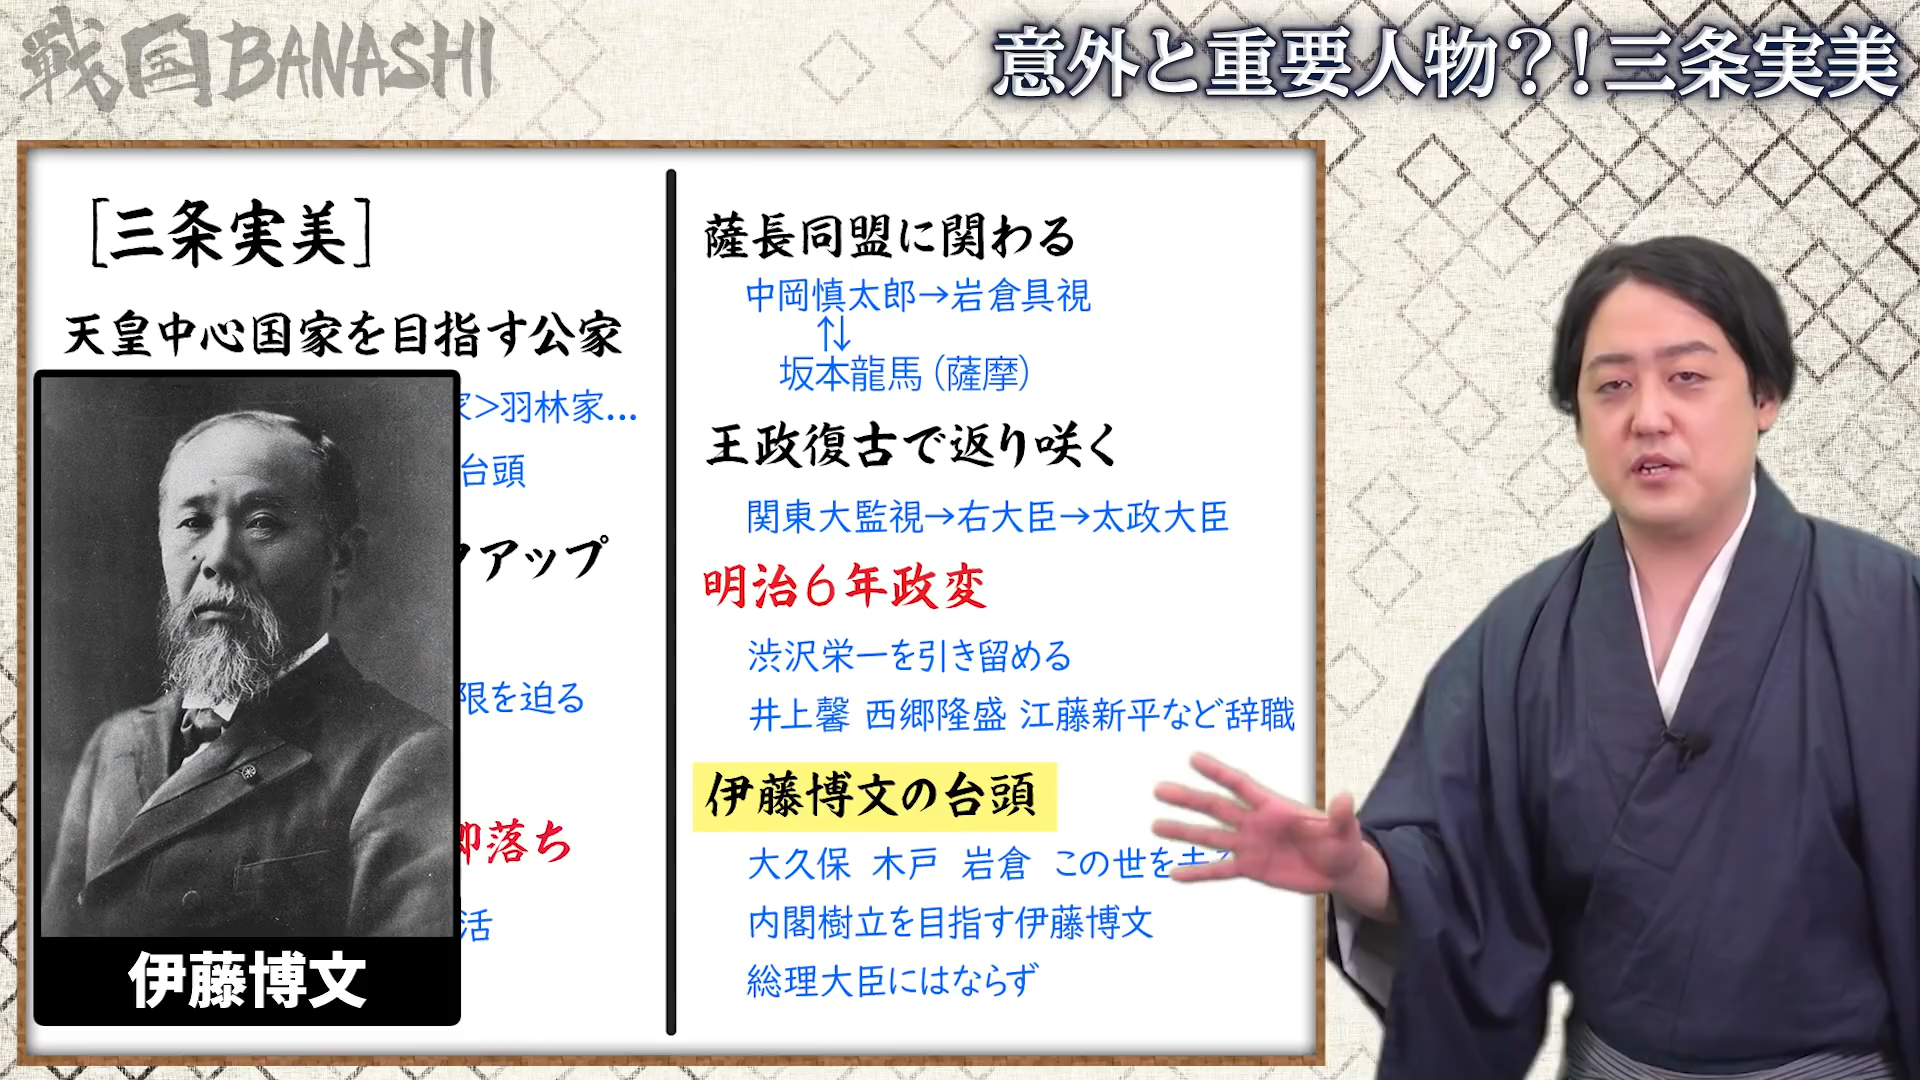 戦国BANASHI
意外と重要人物？！三条実美
［三条実美］
天皇中心国家を目指す公家
家>羽林家...
台頭
クアップ
限を迫る
卿落ち
活
伊藤博文
薩長同盟に関わる
中岡慎太郎→岩倉具視
↑↓
坂本龍馬（薩摩）
王政復古で返り咲く
関東大監視→右大臣→太政大臣
明治６年政変
渋沢栄一を引き留める
井上馨 西郷隆盛 江藤新平など辞職
伊藤博文の台頭
大久保 木戸 岩倉 この世を去る
内閣樹立を目指す伊藤博文
総理大臣にはならず